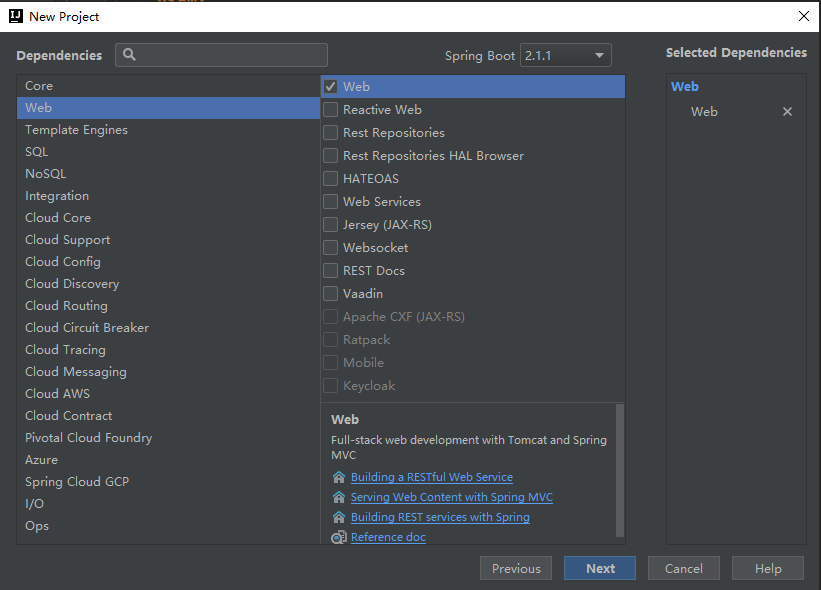 New Project
Dependencies
Spring Boot 2.1.1
Selected Dependencies
Core
Web
Template Engines
SQL
NoSQL
Integration
Cloud Core
Cloud Support
Cloud Config
Cloud Discovery
Cloud Routing
Cloud Circuit Breaker
Cloud Tracing
Cloud Messaging
Cloud AWS
Cloud Contract
Pivotal Cloud Foundry
Azure
Spring Cloud GCP
I/O
Ops
Web
Reactive Web
Rest Repositories
Rest Repositories HAL Browser
HATEOAS
Web Services
Jersey (JAX-RS)
Websocket
REST Docs
Vaadin
Apache CXF (JAX-RS)
Ratpack
Mobile
Keycloak
Web
Full-stack web development with Tomcat and Spring
MVC
Building a RESTful Web Service
Serving Web Content with Spring MVC
Building REST services with Spring
Reference doc
Web
Web
Previous
Next
Cancel
Help